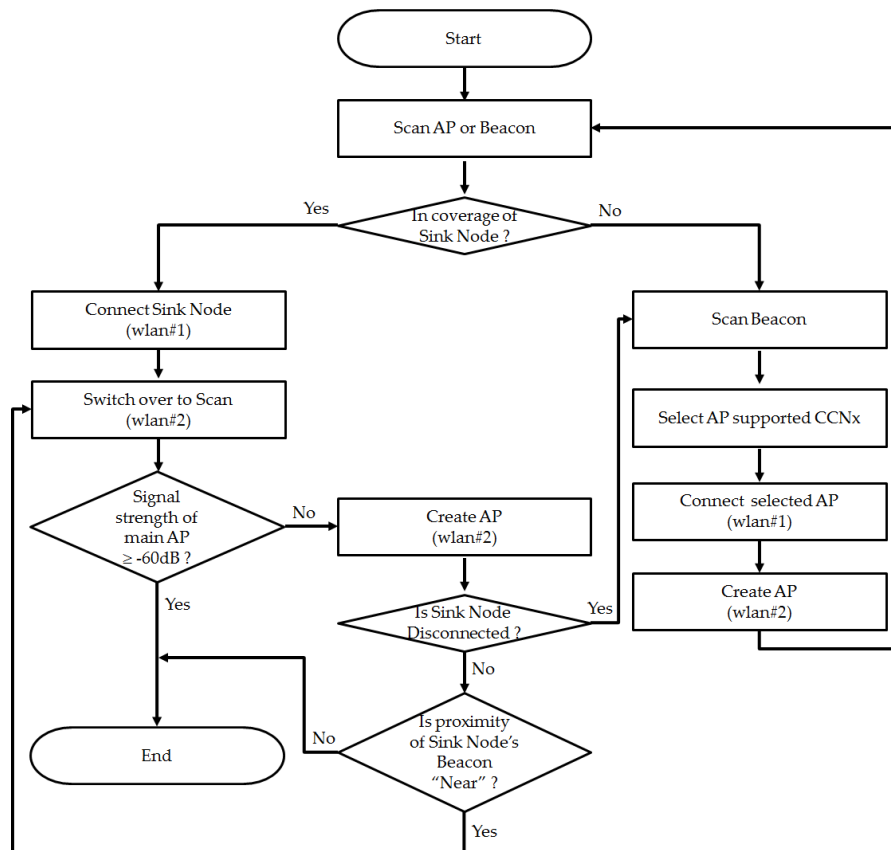 Start
Scan AP or Beacon
Yes
In coverage of
Sink Node ?
No
Connect Sink Node
(wlan#1)
Scan Beacon
Switch over to Scan
(wlan#2)
Select AP supported CCNx
Signal
strength of
main AP
≥ -60dB ?
No
Create AP
(wlan#2)
Connect selected AP
(wlan#1)
Yes
Is Sink Node
Disconnected ?
Yes
Create AP
(wlan#2)
No
End
No
Is proximity
of Sink Node’s
Beacon
“Near” ?
Yes